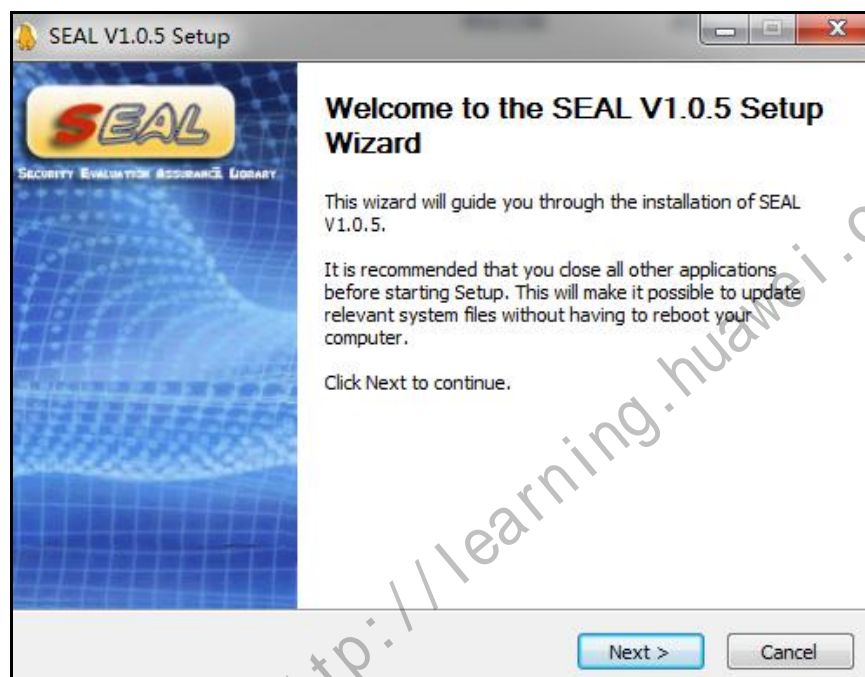 SEAL V1.0.5 Setup
SEAL
SECURITY EVALUATION ASSURANCE LIBRARY
Welcome to the SEAL V1.0.5 Setup
Wizard
This wizard will guide you through the installation of SEAL
V1.0.5.
It is recommended that you close all other applications
before starting Setup. This will make it possible to update
relevant system files without having to reboot your
computer.
Click Next to continue.
Next >
Cancel
tp://learning.huawei.c